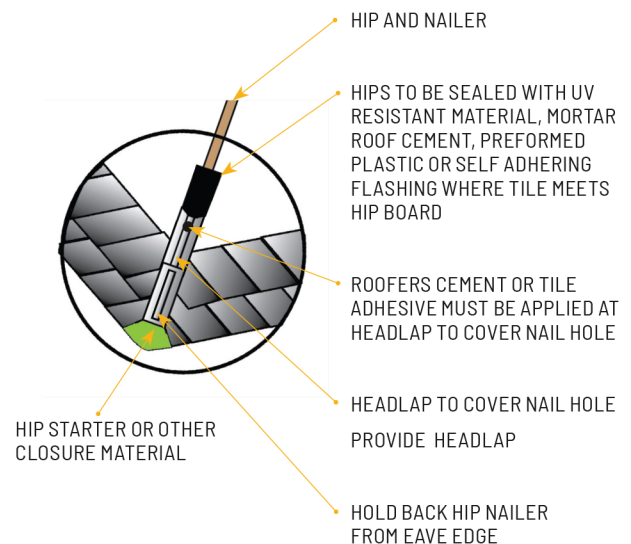 HIP AND NAILER
HIPS TO BE SEALED WITH UV
RESISTANT MATERIAL, MORTAR
ROOF CEMENT, PREFORMED
PLASTIC OR SELF ADHERING
FLASHING WHERE TILE MEETS
HIP BOARD
ROOFERS CEMENT OR TILE
ADHESIVE MUST BE APPLIED AT
HEADLAP TO COVER NAIL HOLE
HEADLAP TO COVER NAIL HOLE
PROVIDE HEADLAP
HIP STARTER OR OTHER
CLOSURE MATERIAL
HOLD BACK HIP NAILER
FROM EAVE EDGE